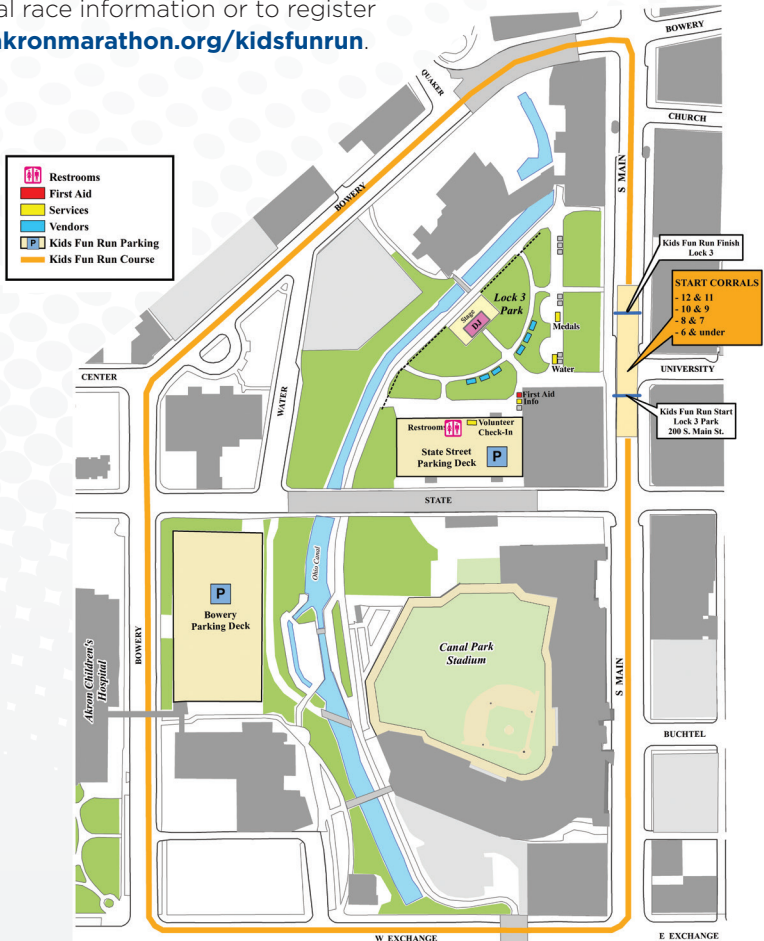 al race information or to register
akronmarathon.org/kidsfunrun.
BOWERY
QUAKER
CHURCH
S MAIN
BOWERY
Restrooms
First Aid
Services
Vendors
P Kids Fun Run Parking
Kids Fun Run Course
Kids Fun Run Finish
Lock 3
START CORRALS
- 12 & 11
- 10 & 9
- 8 & 7
- 6 & under
Lock 3
Park
Stage
DJ
Medals
Water
UNIVERSITY
CENTER
WATER
First Aid
Info
Kids Fun Run Start
Lock 3 Park
200 S. Main St.
Restrooms
Volunteer
Check-In
State Street
Parking Deck
P
STATE
Ohio Canal
P
Bowery
Parking Deck
Akron Children's
Hospital
BOWERY
Canal Park
Stadium
S MAIN
BUCHTEL
W EXCHANGE
E EXCHANGE